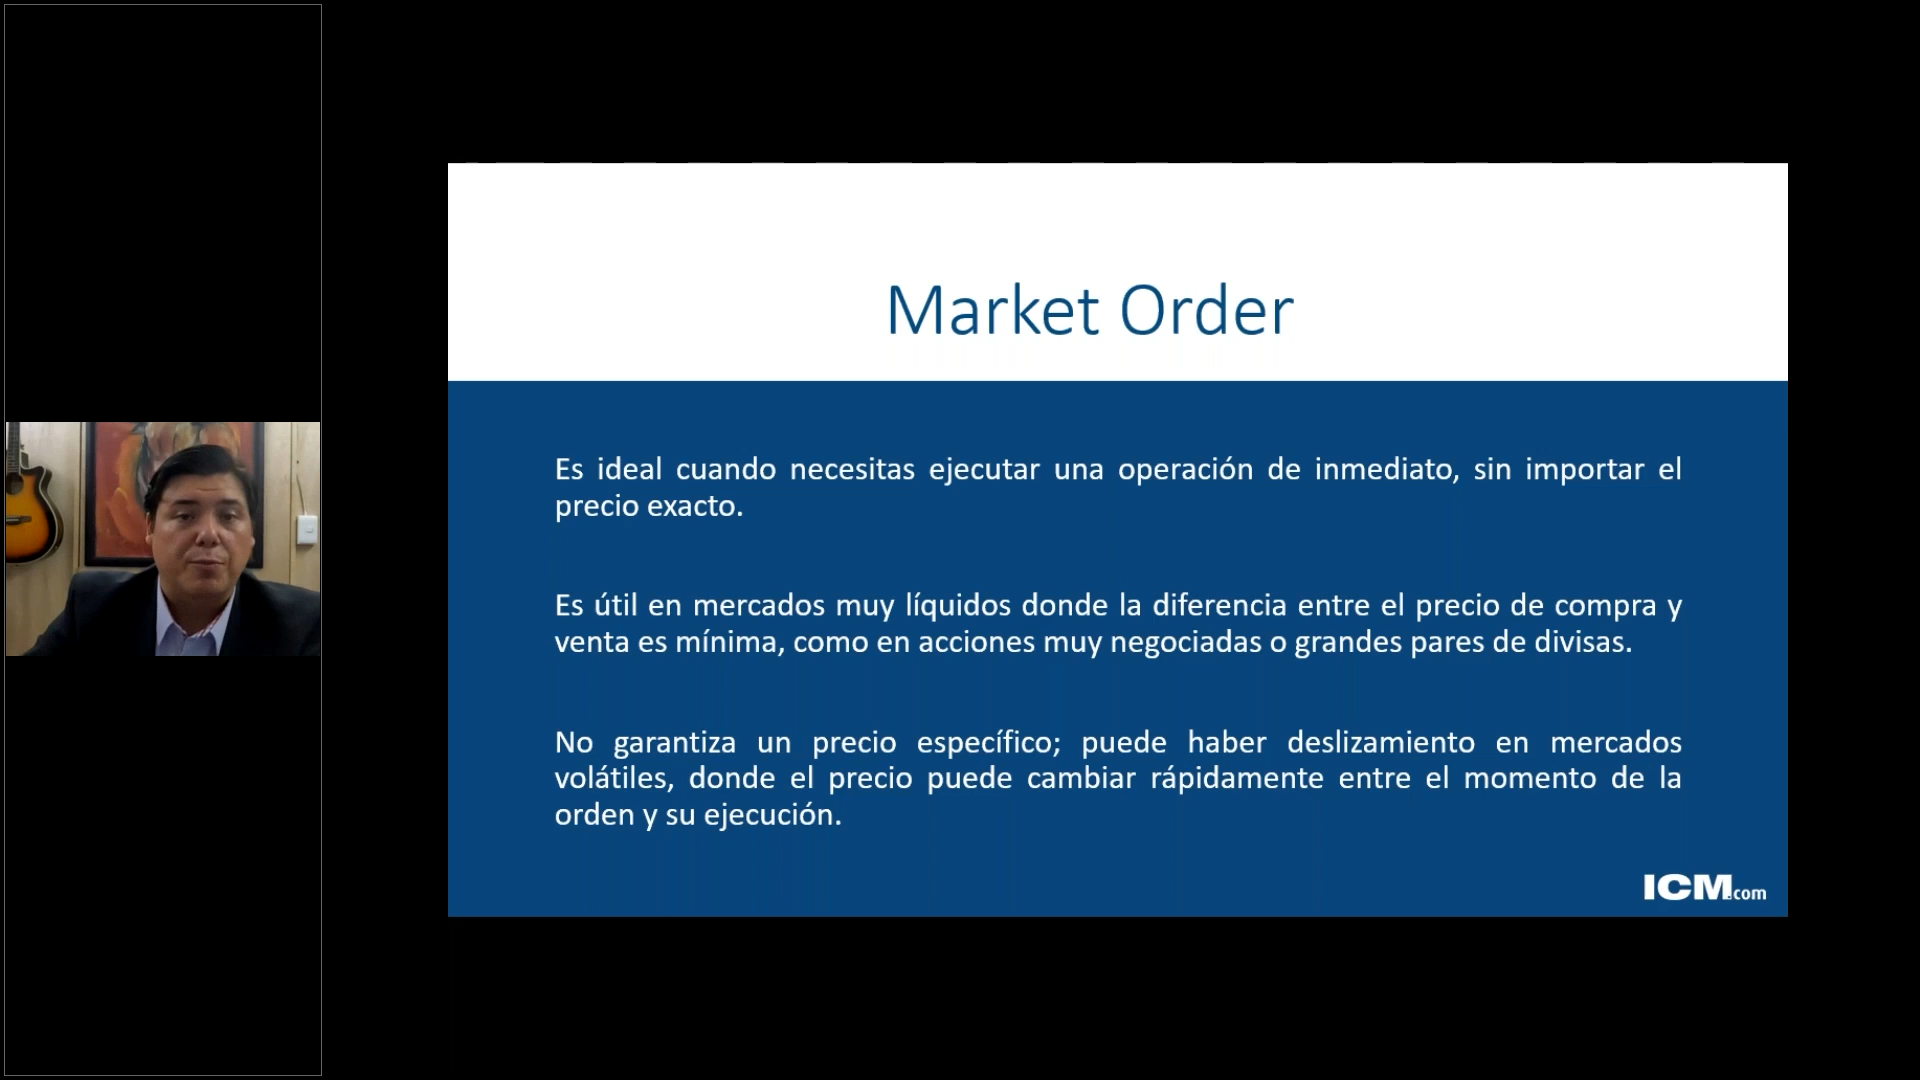 Market Order
Es ideal cuando necesitas ejecutar una operación de inmediato, sin importar el
precio exacto.
Es útil en mercados muy líquidos donde la diferencia entre el precio de compra y
venta es mínima, como en acciones muy negociadas o grandes pares de divisas.
No garantiza un precio específico; puede haber deslizamiento en mercados
volátiles, donde el precio puede cambiar rápidamente entre el momento de la
orden y su ejecución.
ICM.com